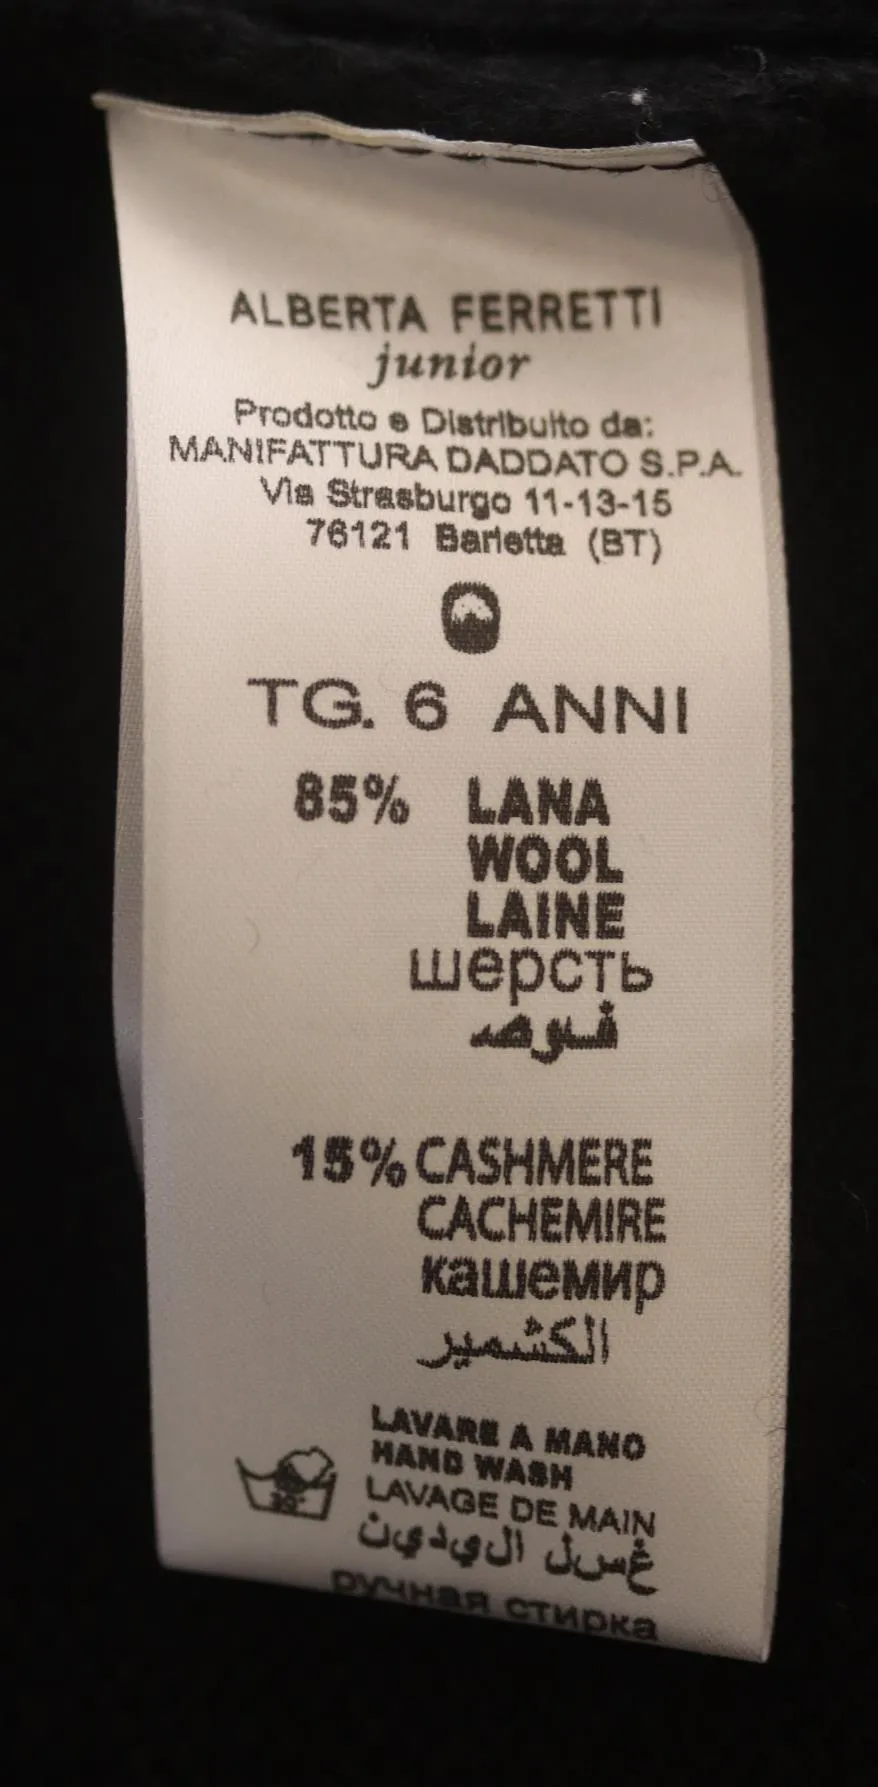 ALBERTA FERRETTI
junior
Prodotto e Distribuito da:
MANIFATTURA DADDATO S.P.A.
Via Strasburgo 11-13-15
76121 Barletta (BT)
TG. 6 ANNI
85% LANA
WOOL
LAINE
шерсть
15% CASHMERE
CACHEMIRE
кашемир
الكشمير
LAVARE A MANO
HAND WASH
30°
LAVAGE DE MAIN
غسل اليدين
ручная стирка